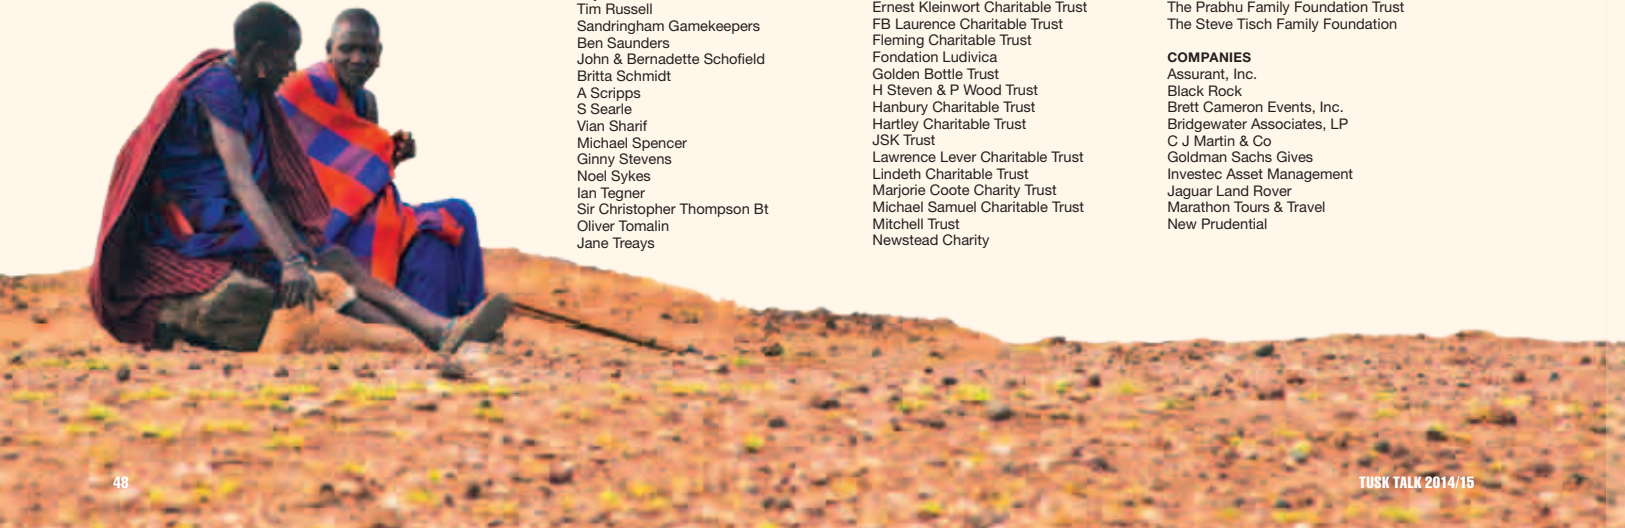 Tim Russell
Sandringham Gamekeepers
Ben Saunders
John & Bernadette Schofield
Britta Schmidt
A Scripps
S Searle
Vian Sharif
Michael Spencer
Ginny Stevens
Noel Sykes
Ian Tegner
Sir Christopher Thompson Bt
Oliver Tomalin
Jane Treays
Ernest Kleinwort Charitable Trust
FB Laurence Charitable Trust
Fleming Charitable Trust
Fondation Ludivica
Golden Bottle Trust
H Steven & P Wood Trust
Hanbury Charitable Trust
Hartley Charitable Trust
JSK Trust
Lawrence Lever Charitable Trust
Lindeth Charitable Trust
Marjorie Coote Charity Trust
Michael Samuel Charitable Trust
Mitchell Trust
Newstead Charity
The Prabhu Family Foundation Trust
The Steve Tisch Family Foundation
COMPANIES
Assurant, Inc.
Black Rock
Brett Cameron Events, Inc.
Bridgewater Associates, LP
C J Martin & Co
Goldman Sachs Gives
Investec Asset Management
Jaguar Land Rover
Marathon Tours & Travel
New Prudential
48
TUSK TALK 2014/15